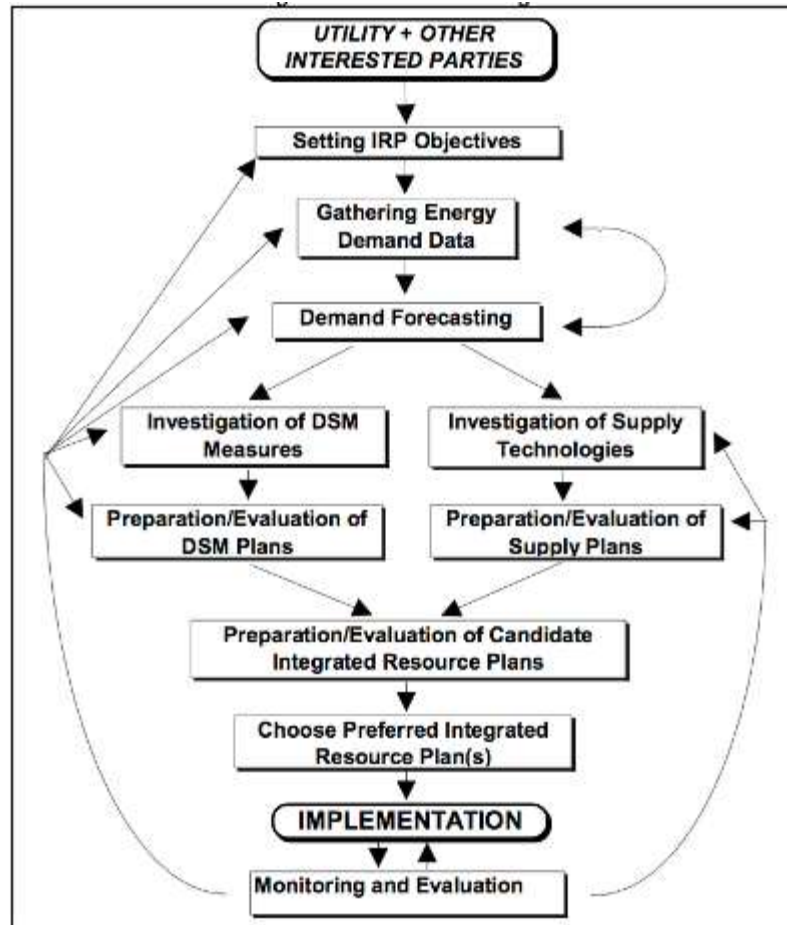 UTILITY + OTHER
INTERESTED PARTIES
Setting IRP Objectives
Gathering Energy
Demand Data
Demand Forecasting
Investigation of DSM
Measures
Investigation of Supply
Technologies
Preparation/Evaluation of
DSM Plans
Preparation/Evaluation of
Supply Plans
Preparation/Evaluation of Candidate
Integrated Resource Plans
Choose Preferred Integrated
Resource Plan(s)
IMPLEMENTATION
Monitoring and Evaluation